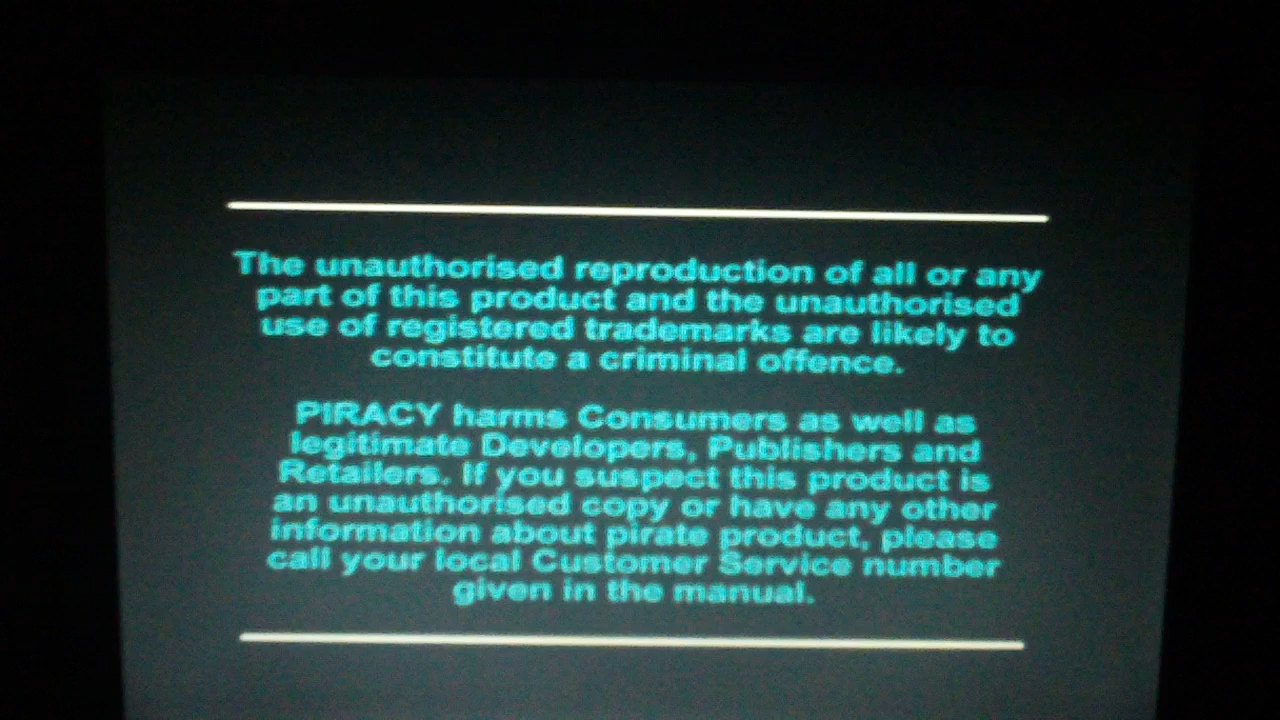 The unauthorised reproduction of all or any
part of this product and the unauthorised
use of registered trademarks are likely to
constitute a criminal offence.
PIRACY harms Consumers as well as
legitimate Developers, Publishers and
Retailers. If you suspect this product is
an unauthorised copy or have any other
information about pirate product, please
call your local Customer Service number
given in the manual.